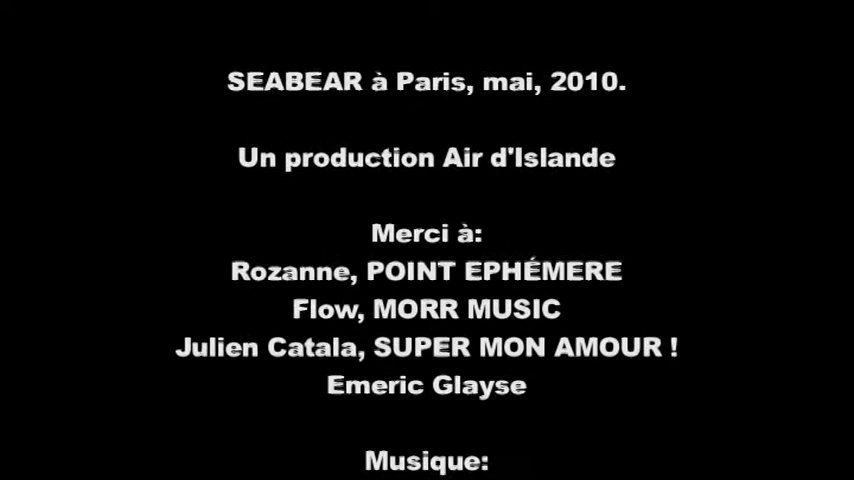 SEABEAR à Paris, mai, 2010.
Un production Air d'Islande
Merci à:
Rozanne, POINT EPHÉMERE
Flow, MORR MUSIC
Julien Catala, SUPER MON AMOUR !
Emeric Glayse
Musique: